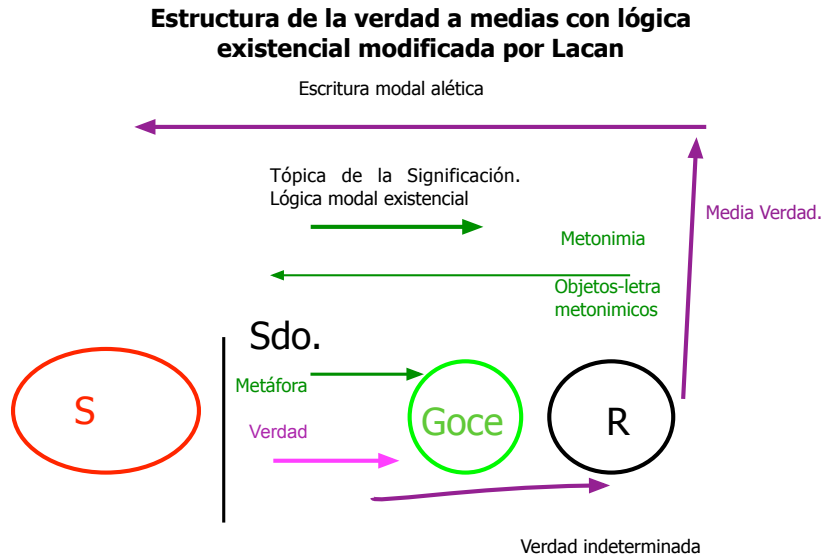 Estructura de la verdad a medias con lógica
existencial modificada por Lacan
Escritura modal alética
Tópica de la Significación.
Lógica modal existencial
Media Verdad.
Metonimia
Objetos-letra
metonimicos
Sdo.
Metáfora
S
Verdad
Goce
R
Verdad indeterminada